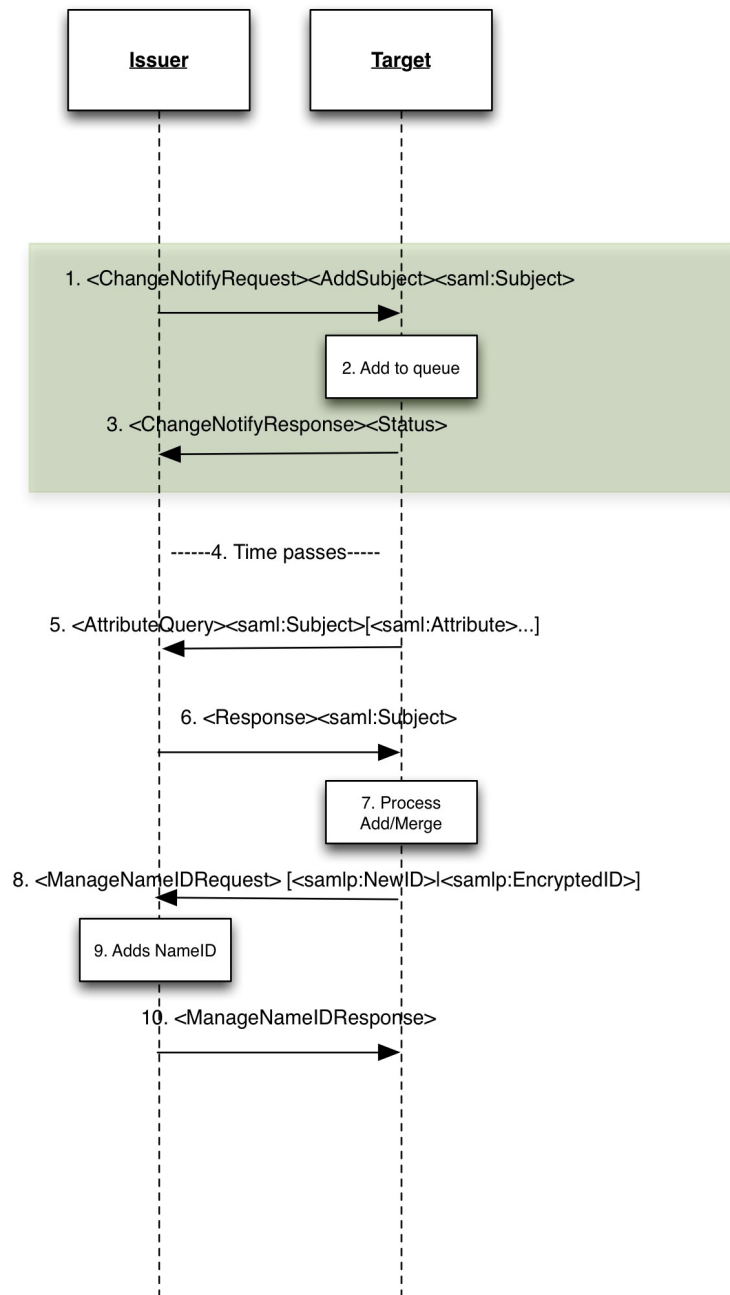 Issuer
Target
1. <ChangeNotifyRequest><AddSubject><saml:Subject>
2. Add to queue
3. <ChangeNotifyResponse><Status>
------4. Time passes-----
5. <AttributeQuery><saml:Subject>[<saml:Attribute>...]
6. <Response><saml:Subject>
7. Process
Add/Merge
8. <ManageNameIDRequest> [<samlp:NewID>|<samlp:EncryptedID>]
9. Adds NameID
10. <ManageNameIDResponse>